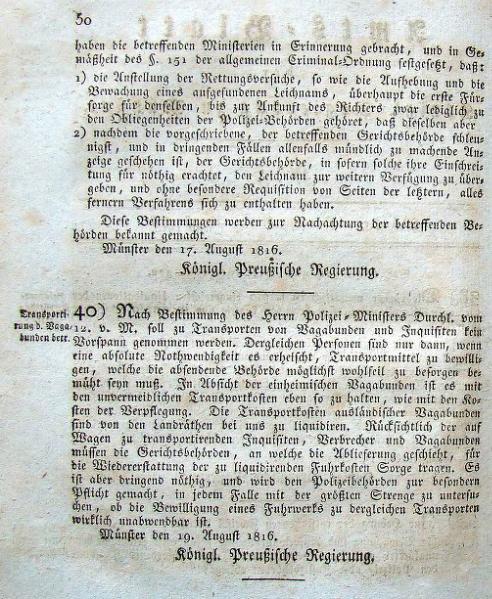 50
haben die betreffenden Ministerien in Erinnerung gebracht, und in Ge-
mäßheit des §. 151 der allgemeinen Criminal-Ordnung festgesetzt, daß:
1) die Anstellung der Rettungsversuche, so wie die Aufhebung und die
Bewachung eines aufgefundenen Leichnams, überhaupt die erste Für-
sorge für denselben, bis zur Ankunft des Richters zwar lediglich zu
den Obliegenheiten der Polizei-Behörden gehöret, daß dieselben aber
2) nachdem die vorgeschriebene, der betreffenden Gerichtsbehörde schleu-
nigst, und in dringenden Fällen allenfalls mündlich zu machende An-
zeige geschehen ist, der Gerichtsbehörde, in sofern solche ihre Einschrei-
tung für nöthig erachtet, den Leichnam zur weitern Verfügung zu über-
geben, und ohne besondere Requisition von Seiten der letztern, alles
fernern Verfahrens sich zu enthalten haben.
Diese Bestimmungen werden zur Nachachtung der betreffenden Be-
hörden bekannt gemacht.
Münster den 17. August 1816.
Königl. Preußische Regierung.
Transporti-
rung d. Vaga-
bunden bett.
40) Nach Bestimmung des Herrn Polizei-Ministers Durchl. vom
12. v. M. soll zu Transporten von Vagabunden und Inquisiten kein
Vorspann genommen werden. Dergleichen Personen sind nur dann, wenn
eine absolute Nothwendigkeit es erheischt, Transportmittel zu bewilli-
gen, welche die absendende Behörde möglichst wohlfeil zu besorgen be-
müht seyn muß. In Absicht der einheimischen Vagabunden ist es mit
den unvermeidlichen Transportkosten eben so zu halten, wie mit den Ko-
sten der Verpflegung. Die Transportkosten ausländischer Vagabunden
sind von den Landräthen bei uns zu liquidiren. Rücksichtlich der auf
Wagen zu transportirenden Inquisiten, Verbrecher und Vagabunden
müssen die Gerichtsbehörden, an welche die Ablieferung geschieht, für
die Wiedererstattung der zu liquidirenden Fuhrkosten Sorge tragen. Es
ist aber dringend nöthig, und wird den Polizeibehörden zur besondern
Pflicht gemacht, in jedem Falle mit der größten Strenge zu untersu-
chen, ob die Bewilligung eines Fuhrwerks zu dergleichen Transporten
wirklich unabwendbar ist.
Münster den 19. August 1816.
Königl. Preußische Regierung.